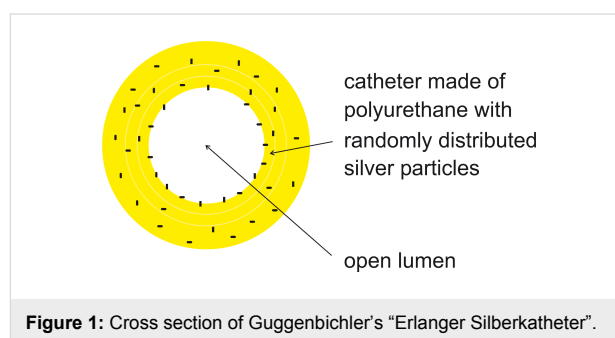 catheter made of
polyurethane with
randomly distributed
silver particles
open lumen
Figure 1: Cross section of Guggenbichler’s “Erlanger Silberkatheter”.